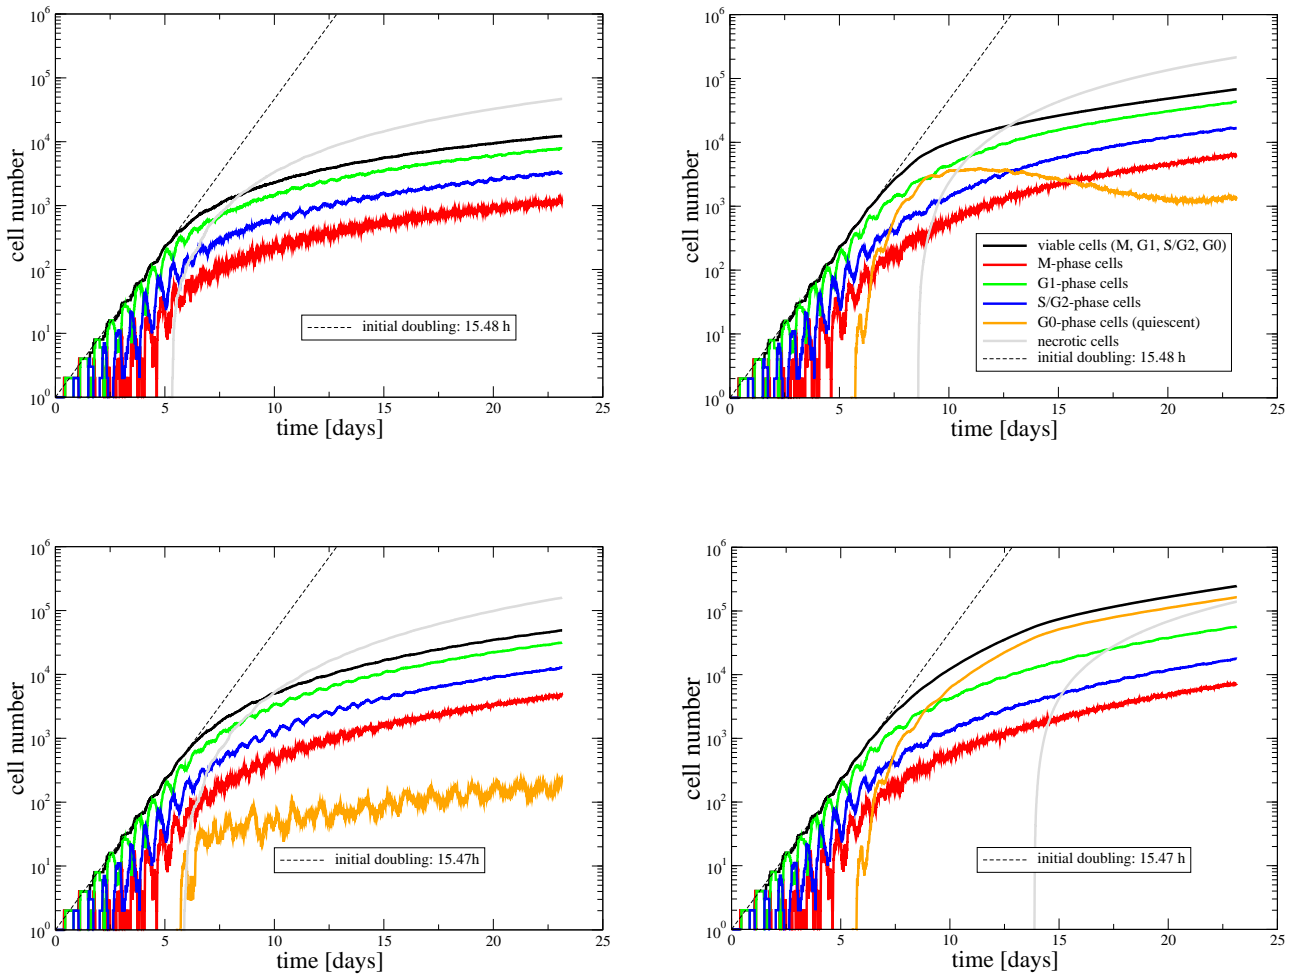 10^6
10^5
10^4
10^3
10^2
10^1
10^0
cell number
0 5 10 15 20 25
time [days]
initial doubling: 15.48 h
10^6
10^5
10^4
10^3
10^2
10^1
10^0
cell number
0 5 10 15 20 25
time [days]
viable cells (M, G1, S/G2, G0)
M-phase cells
G1-phase cells
S/G2-phase cells
G0-phase cells (quiescent)
necrotic cells
initial doubling: 15.48 h
10^6
10^5
10^4
10^3
10^2
10^1
10^0
cell number
0 5 10 15 20 25
time [days]
initial doubling: 15.47h
10^6
10^5
10^4
10^3
10^2
10^1
10^0
cell number
0 5 10 15 20 25
time [days]
initial doubling: 15.47 h